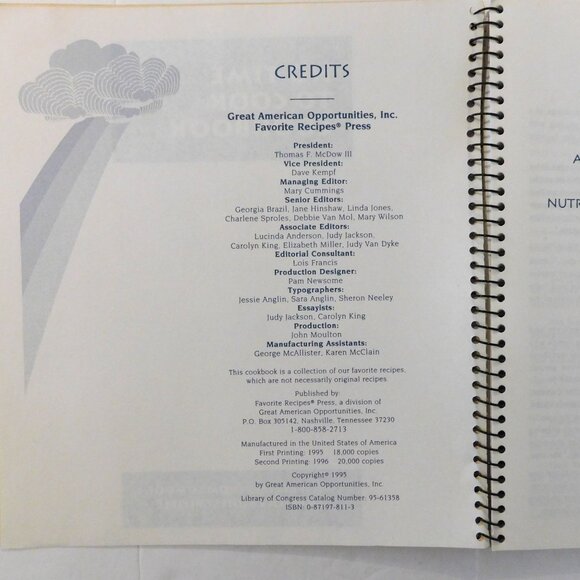 CREDITS
Great American Opportunities, Inc.
Favorite Recipes® Press
President:
Thomas F. McDow III
Vice President:
Dave Kempf
Managing Editor:
Mary Cummings
Senior Editors:
Georgia Brazil, Jane Hinshaw, Linda Jones,
Charlene Sproles, Debbie Van Mol, Mary Wilson
Associate Editors:
Lucinda Anderson, Judy Jackson,
Carolyn King, Elizabeth Miller, Judy Van Dyke
Editorial Consultant:
Lois Francis
Production Designer:
Pam Newsome
Typographers:
Jessie Anglin, Sara Anglin, Sheron Neeley
Essayists:
Judy Jackson, Carolyn King
Production:
John Moulton
Manufacturing Assistants:
George McAllister, Karen McClain
This cookbook is a collection of our favorite recipes,
which are not necessarily original recipes
Published by:
Favorite Recipes® Press, a division of
Great American Opportunities, Inc.
P.O. Box 305142, Nashville, Tennessee 37230
1-800-858-2713
Manufactured in the United States of America
First Printing: 1995 18,000 copies
Second Printing: 1996 20,000 copies
Copyright© 1995
by Great American Opportunities, Inc.
Library of Congress Catalog Number: 95-61358
ISBN: 0-87197-811-3
A
NUTR